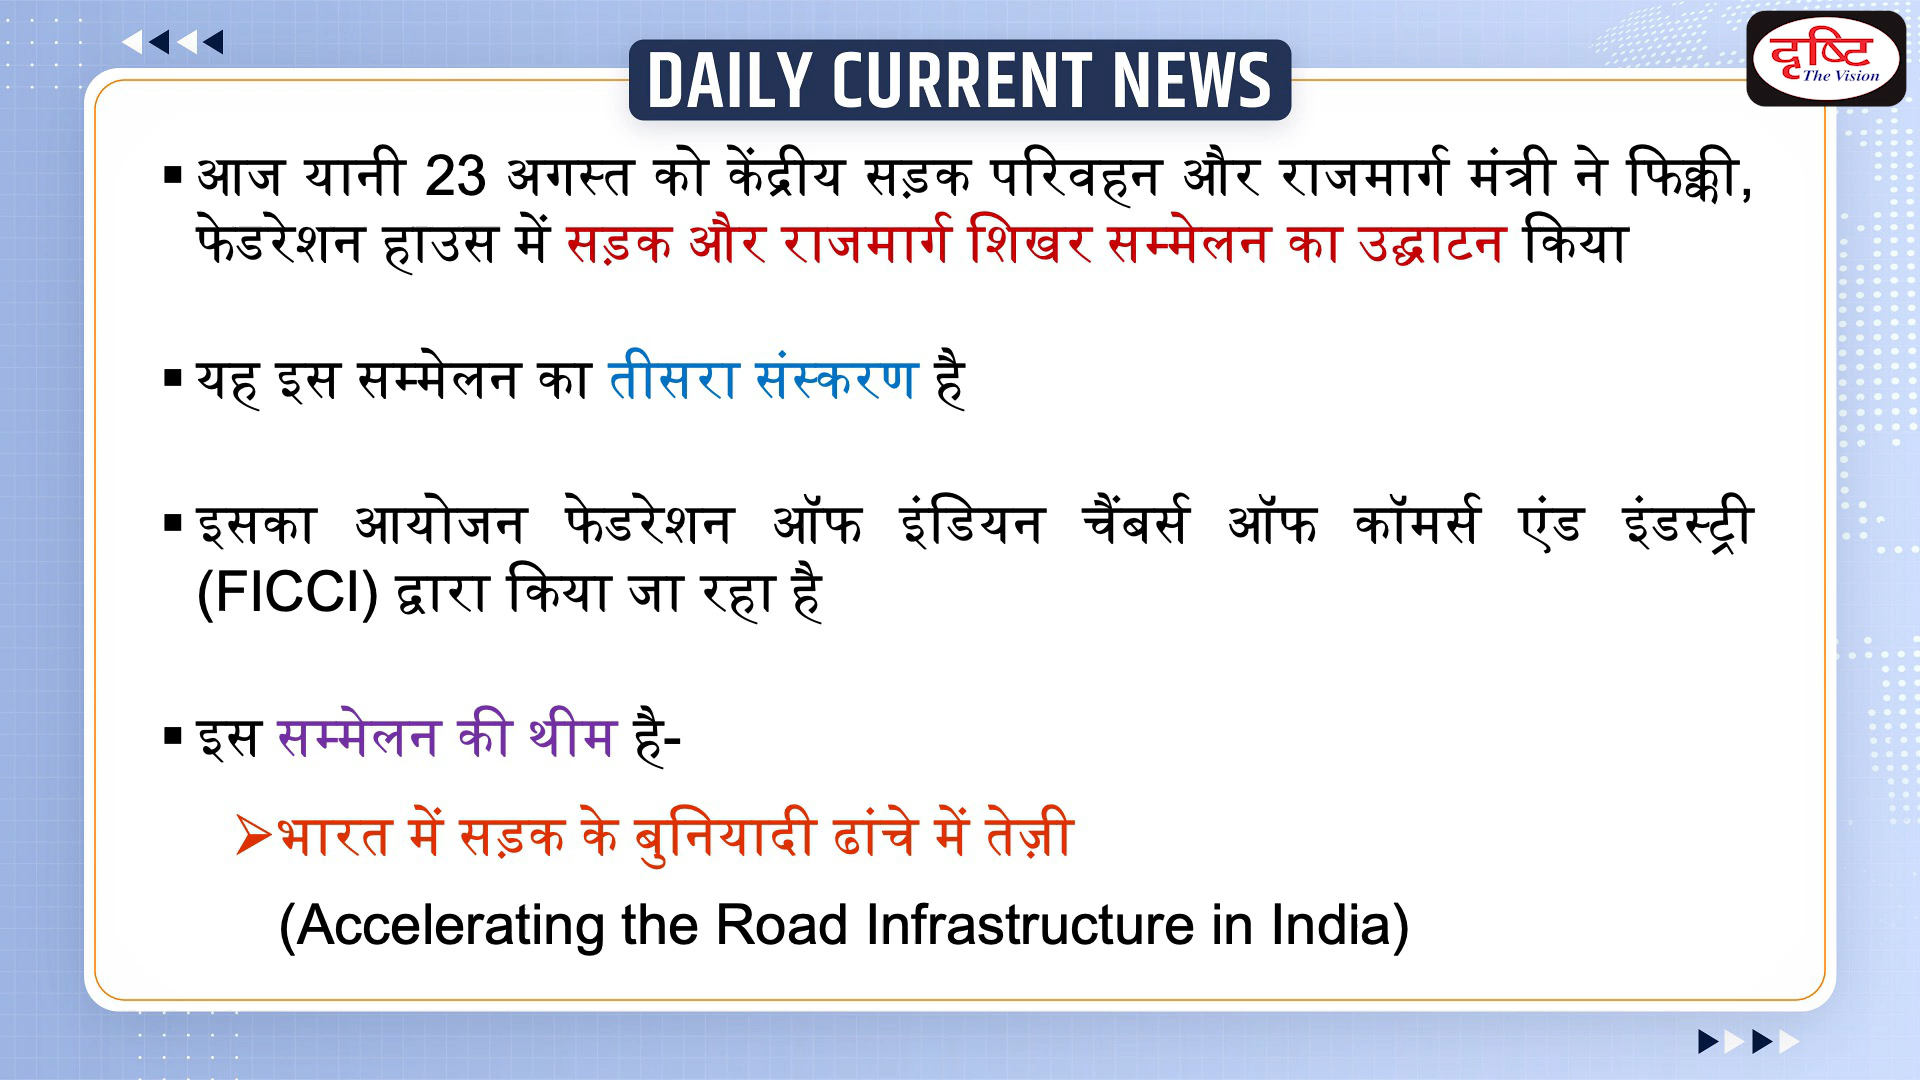 DAILY CURRENT NEWS
दृष्टि
The Vision
▪ आज यानी 23 अगस्त को केंद्रीय सड़क परिवहन और राजमार्ग मंत्री ने फिक्की,
फेडरेशन हाउस में सड़क और राजमार्ग शिखर सम्मेलन का उद्घाटन किया
▪ यह इस सम्मेलन का तीसरा संस्करण है
▪ इसका आयोजन फेडरेशन ऑफ इंडियन चैंबर्स ऑफ कॉमर्स एंड इंडस्ट्री
(FICCI) द्वारा किया जा रहा है
▪ इस सम्मेलन की थीम है-
➢भारत में सड़क के बुनियादी ढांचे में तेज़ी
(Accelerating the Road Infrastructure in India)